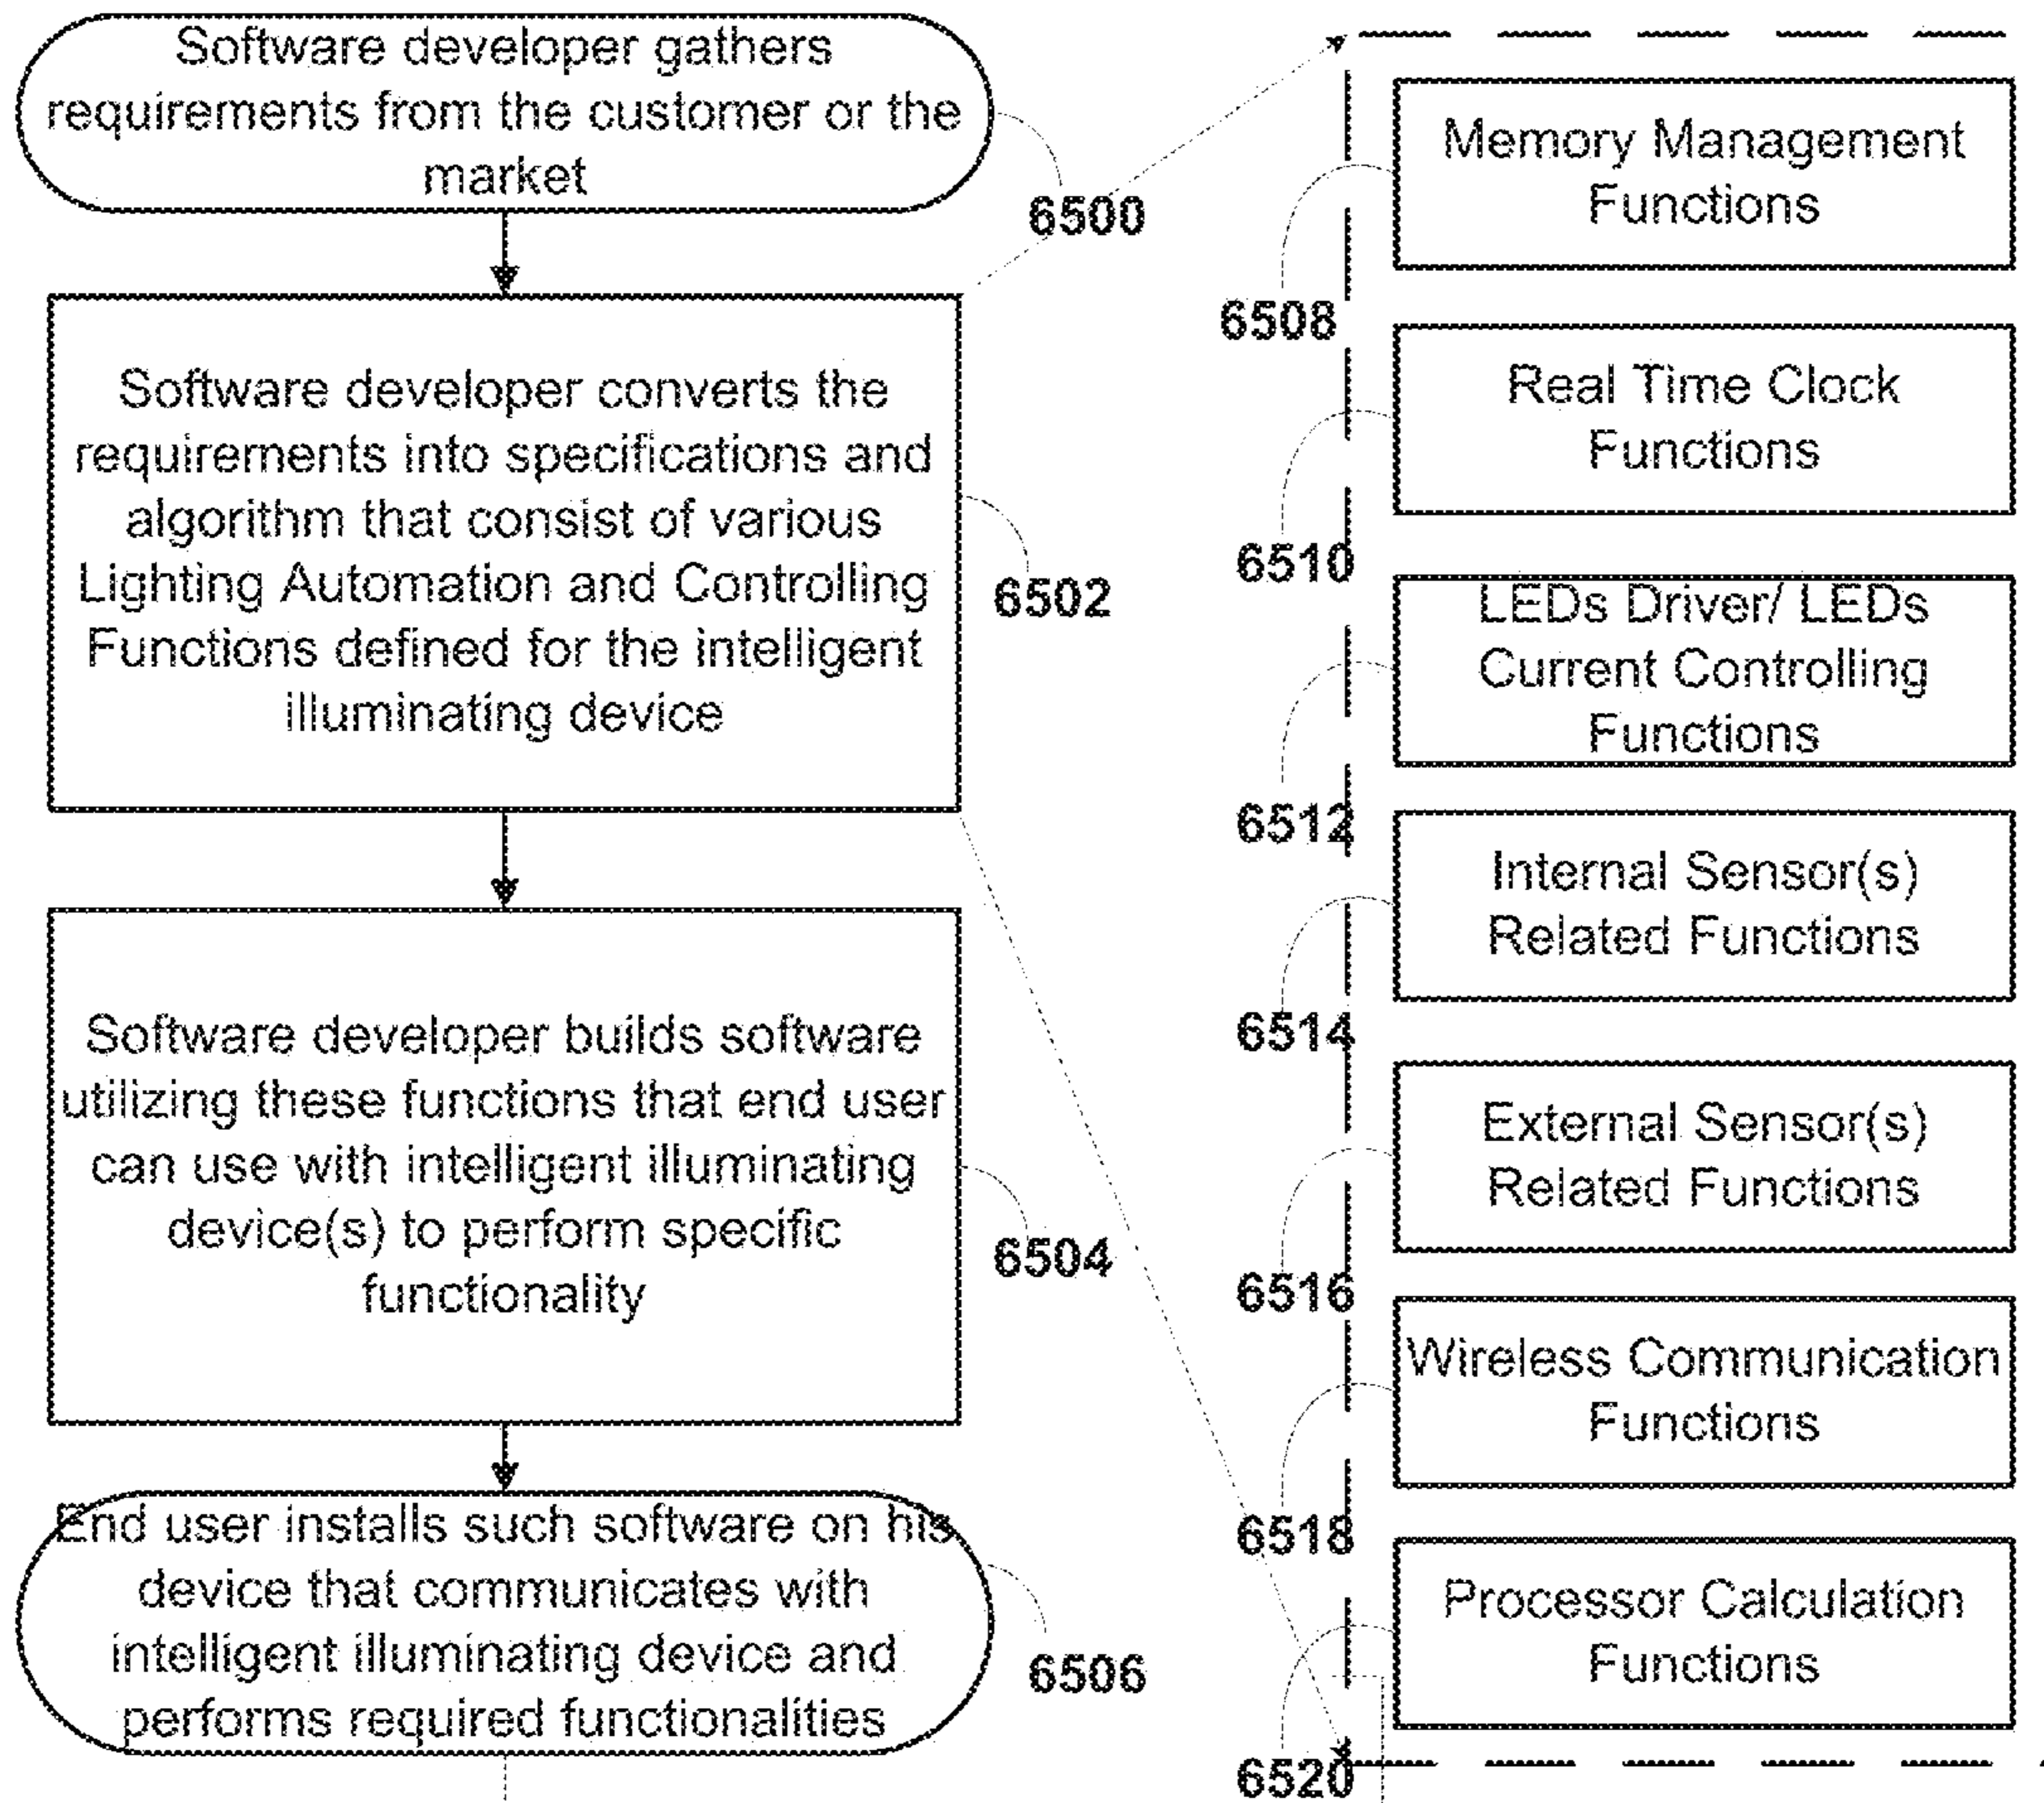 Software developer gathers
requirements from the customer or the
market
6500
Software developer converts the
requirements into specifications and
algorithm that consist of various
Lighting Automation and Controlling
Functions defined for the intelligent
illuminating device
6502
Software developer builds software
utilizing these functions that end user
can use with intelligent illuminating
device(s) to perform specific
functionality
6504
End user installs such software on his
device that communicates with
intelligent illuminating device and
performs required functionalities
6506
Memory Management
Functions
6508
Real Time Clock
Functions
6510
LEDs Driver/ LEDs
Current Controlling
Functions
6512
Internal Sensor(s)
Related Functions
6514
External Sensor(s)
Related Functions
6516
Wireless Communication
Functions
6518
Processor Calculation
Functions
6520